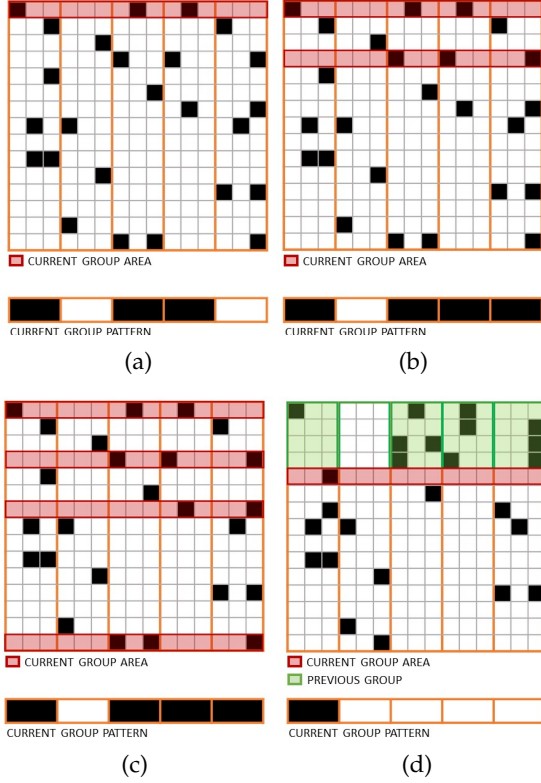 CURRENT GROUP AREA
CURRENT GROUP PATTERN
(a)
CURRENT GROUP AREA
CURRENT GROUP PATTERN
(b)
CURRENT GROUP AREA
CURRENT GROUP PATTERN
(c)
CURRENT GROUP AREA
PREVIOUS GROUP
CURRENT GROUP PATTERN
(d)